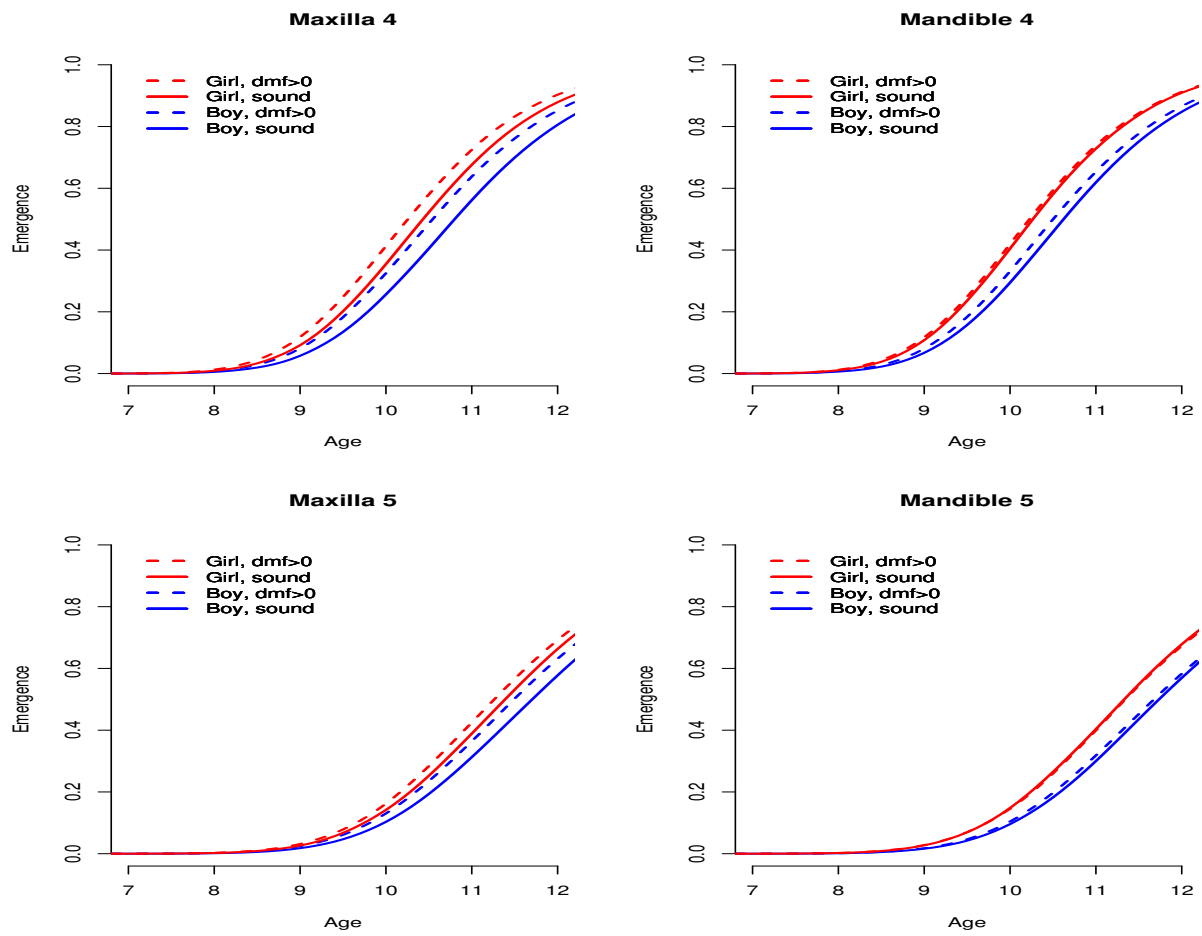 Maxilla 4
Emergence
0.0 0.2 0.4 0.6 0.8 1.0
Girl, dmf>0
Girl, sound
Boy, dmf>0
Boy, sound
7 8 9 10 11 12
Age
Mandible 4
Emergence
0.0 0.2 0.4 0.6 0.8 1.0
Girl, dmf>0
Girl, sound
Boy, dmf>0
Boy, sound
7 8 9 10 11 12
Age
Maxilla 5
Emergence
0.0 0.2 0.4 0.6 0.8 1.0
Girl, dmf>0
Girl, sound
Boy, dmf>0
Boy, sound
7 8 9 10 11 12
Age
Mandible 5
Emergence
0.0 0.2 0.4 0.6 0.8 1.0
Girl, dmf>0
Girl, sound
Boy, dmf>0
Boy, sound
7 8 9 10 11 12
Age